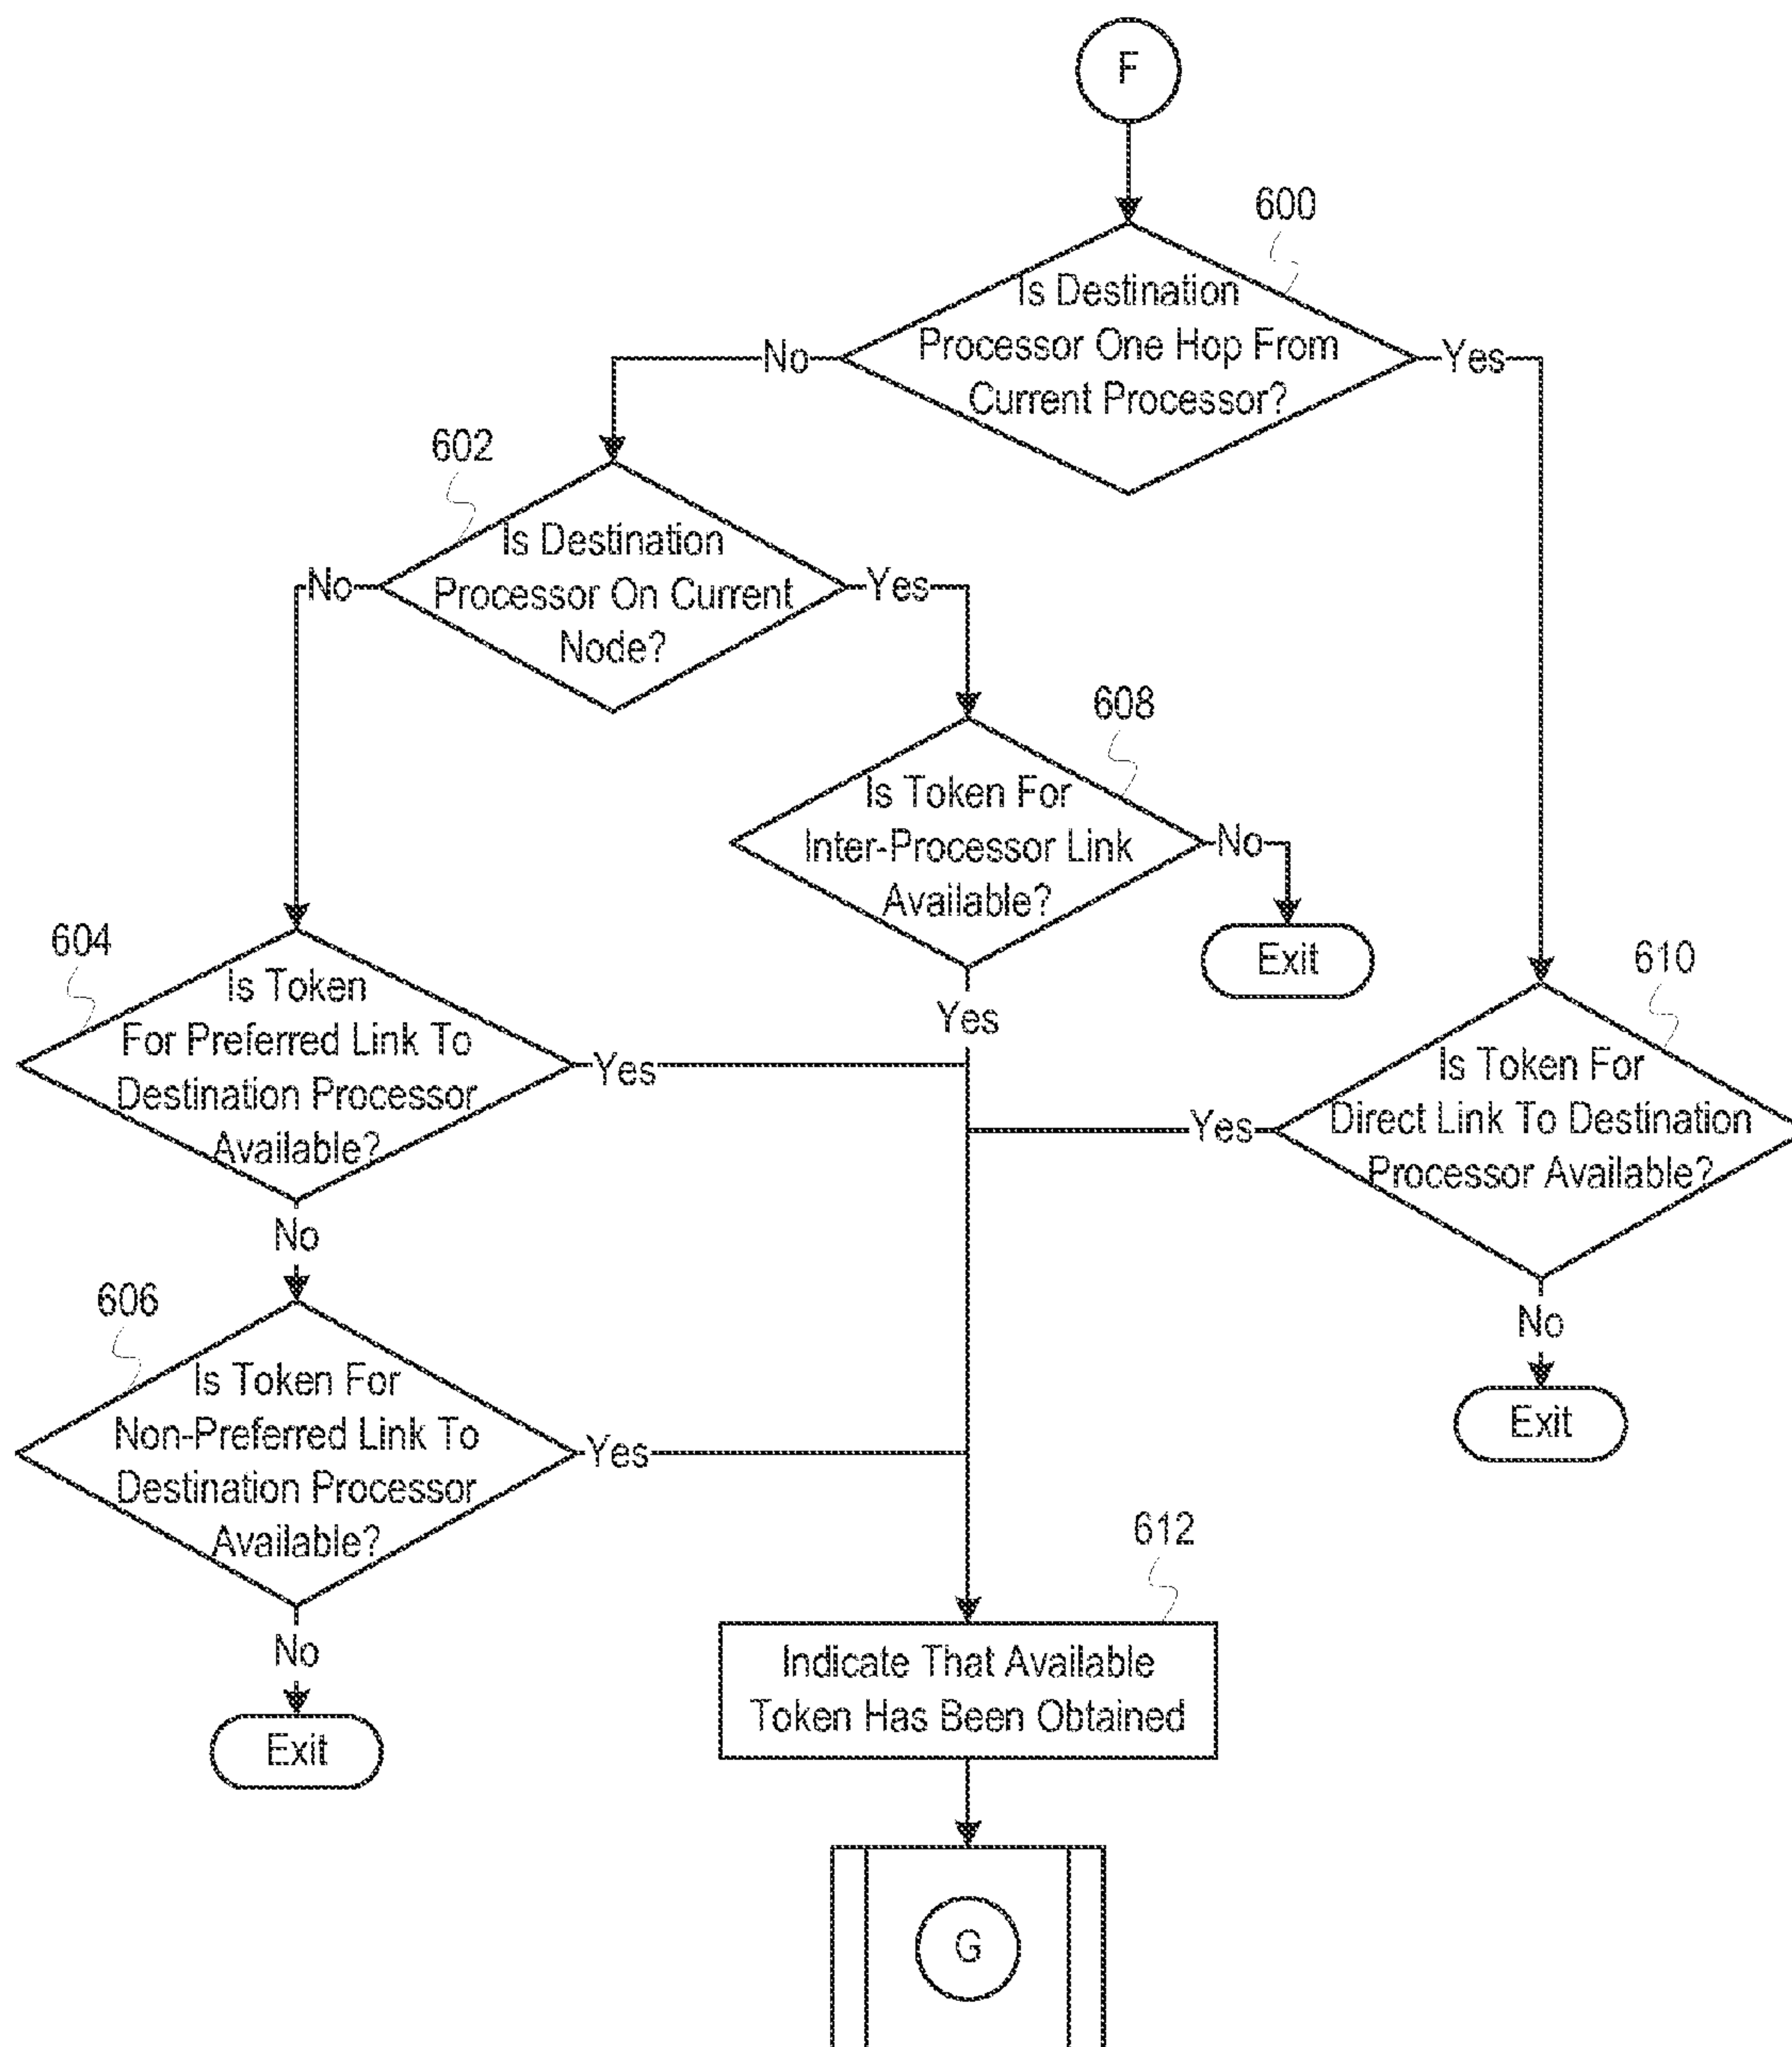 F
600
Is Destination
Processor One Hop From
Current Processor?
No
Yes
602
Is Destination
Processor On Current
Node?
No
Yes
608
Is Token For
Inter-Processor Link
Available?
No
Exit
Yes
604
Is Token
For Preferred Link To
Destination Processor
Available?
Yes
No
610
Is Token For
Direct Link To Destination
Processor Available?
Yes
No
Exit
606
Is Token For
Non-Preferred Link To
Destination Processor
Available?
Yes
No
Exit
612
Indicate That Available
Token Has Been Obtained
G